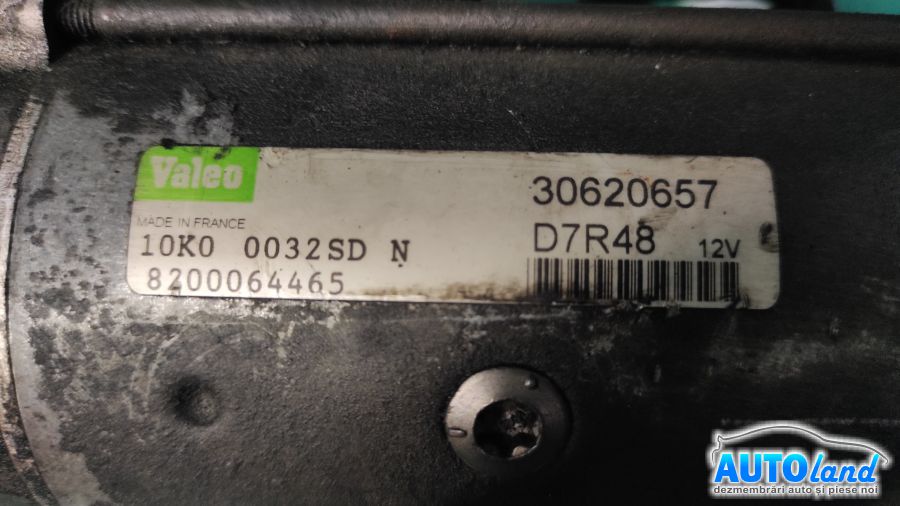 Valeo
MADE IN FRANCE
10K0 0032SD N
8200064465
30620657
D7R48 12V
AUTOland
dezmembrări auto și piese noi